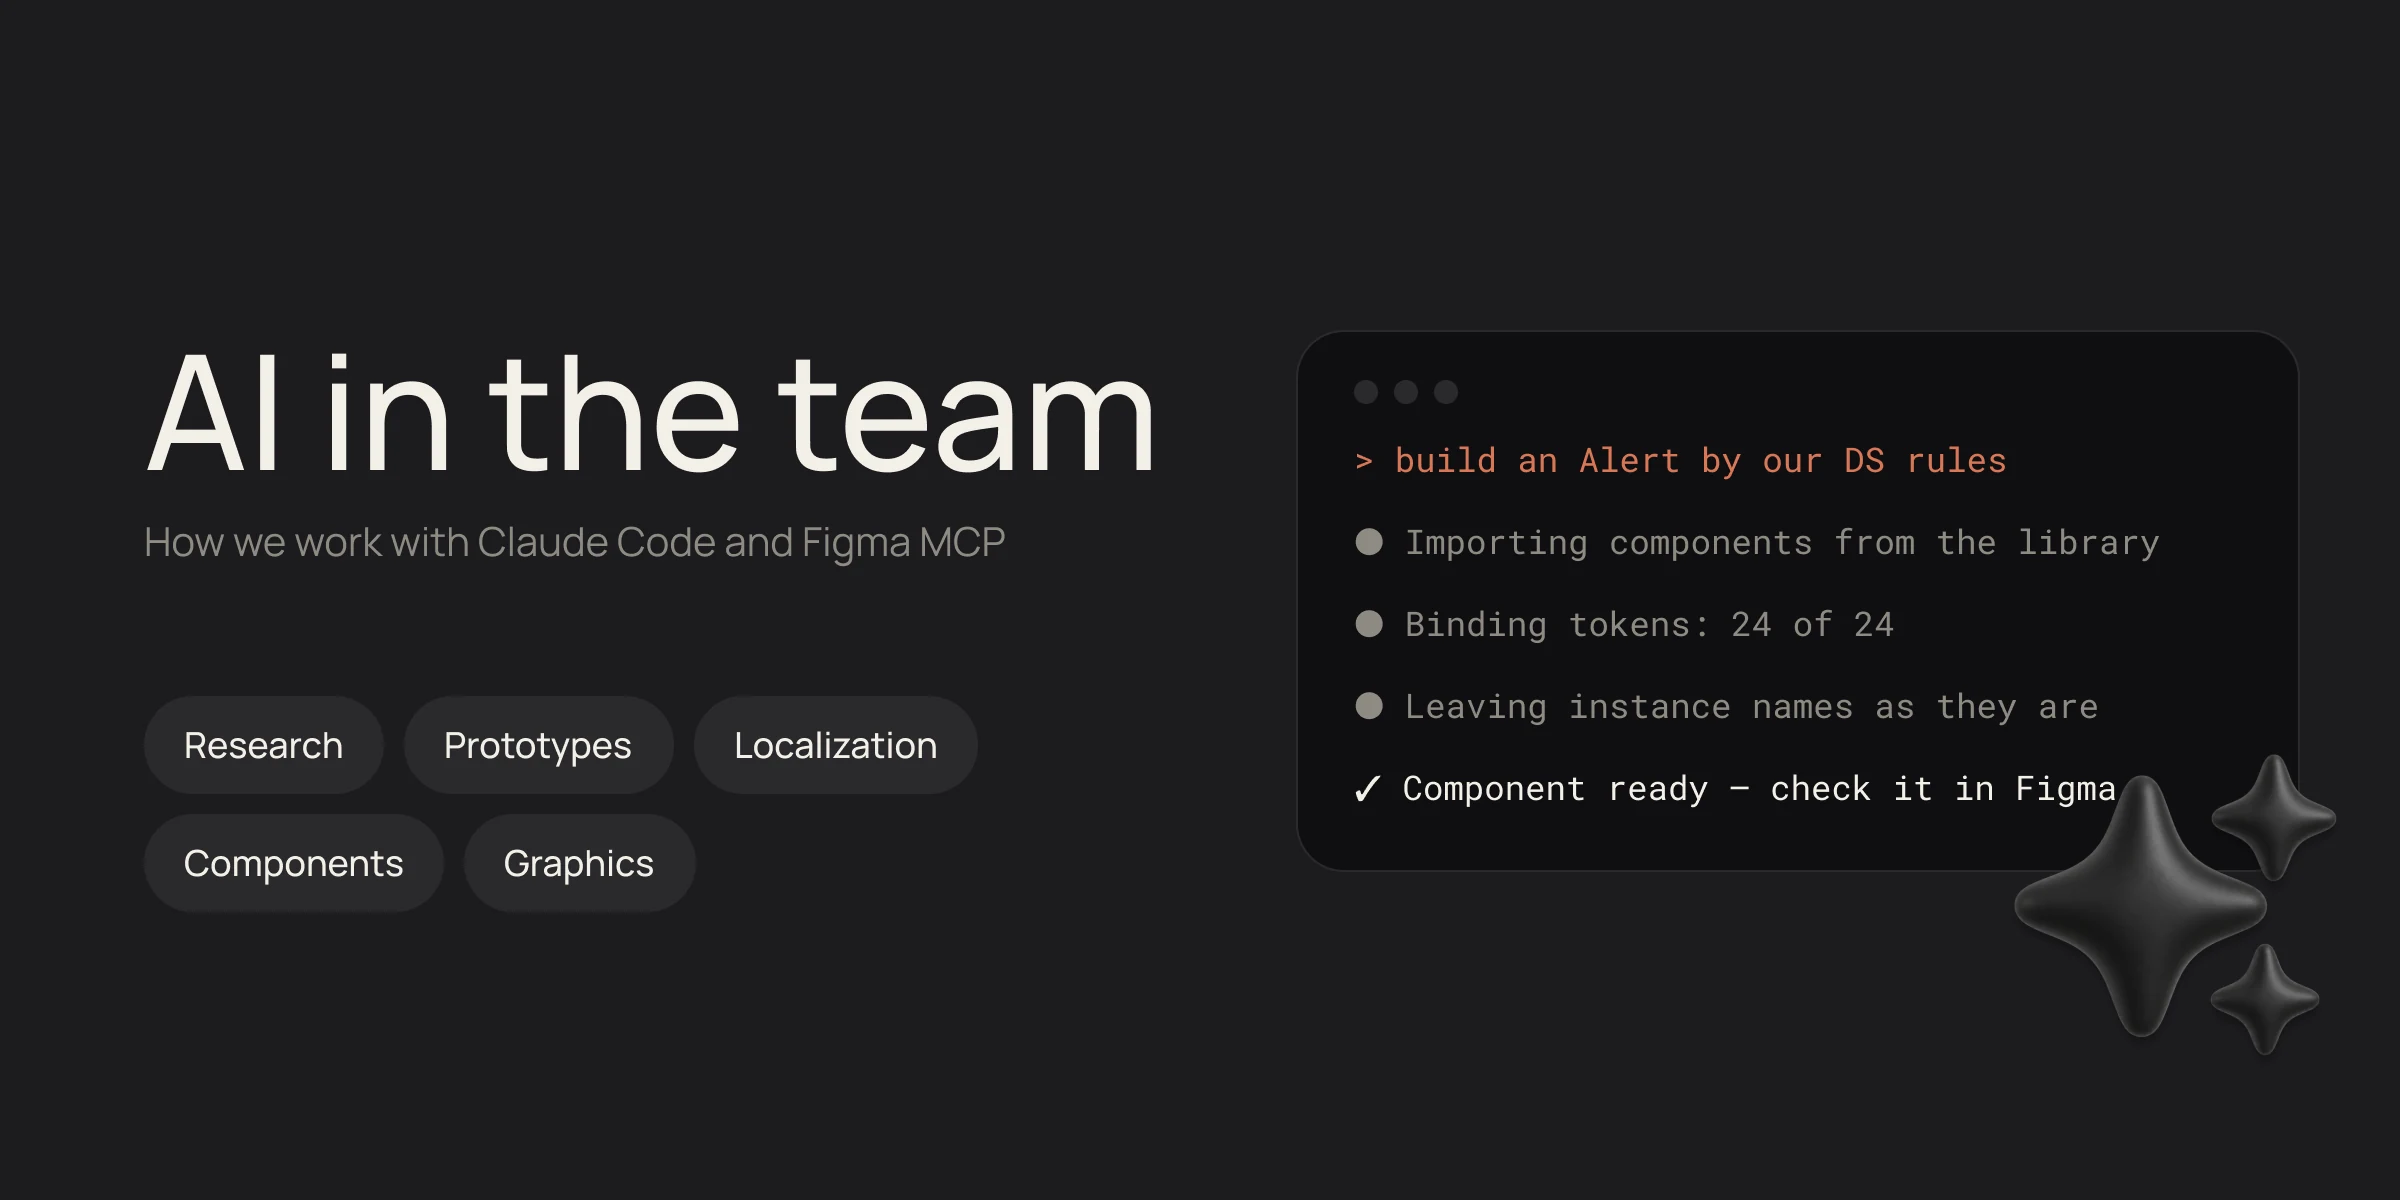 AI in the team
How we work with Claude Code and Figma MCP
Research
Prototypes
Localization
Components
Graphics
> build an Alert by our DS rules
● Importing components from the library
● Binding tokens: 24 of 24
● Leaving instance names as they are
✓ Component ready — check it in Figma